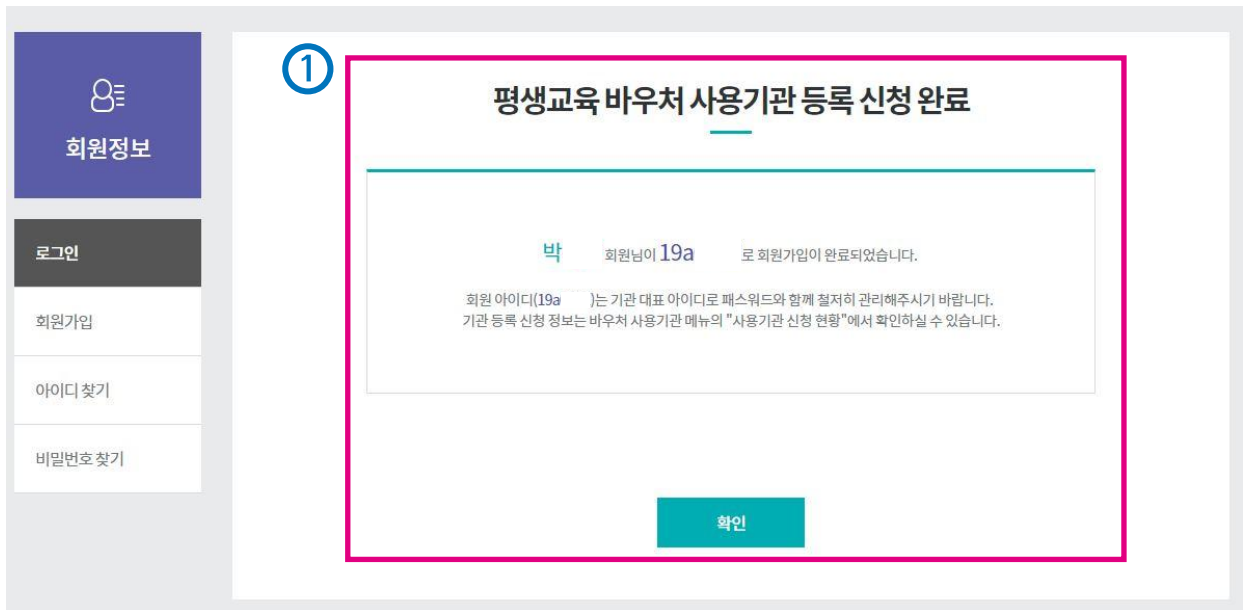 회원정보
로그인
회원가입
아이디 찾기
비밀번호 찾기
①
평생교육 바우처 사용기관 등록 신청 완료
박 회원님이 19a 로 회원가입이 완료되었습니다.
회원 아이디(19a )는 기관 대표 아이디로 패스워드와 함께 철저히 관리해주시기 바랍니다.
기관 등록 신청 정보는 바우처 사용기관 메뉴의 "사용기관 신청 현황"에서 확인하실 수 있습니다.
확인